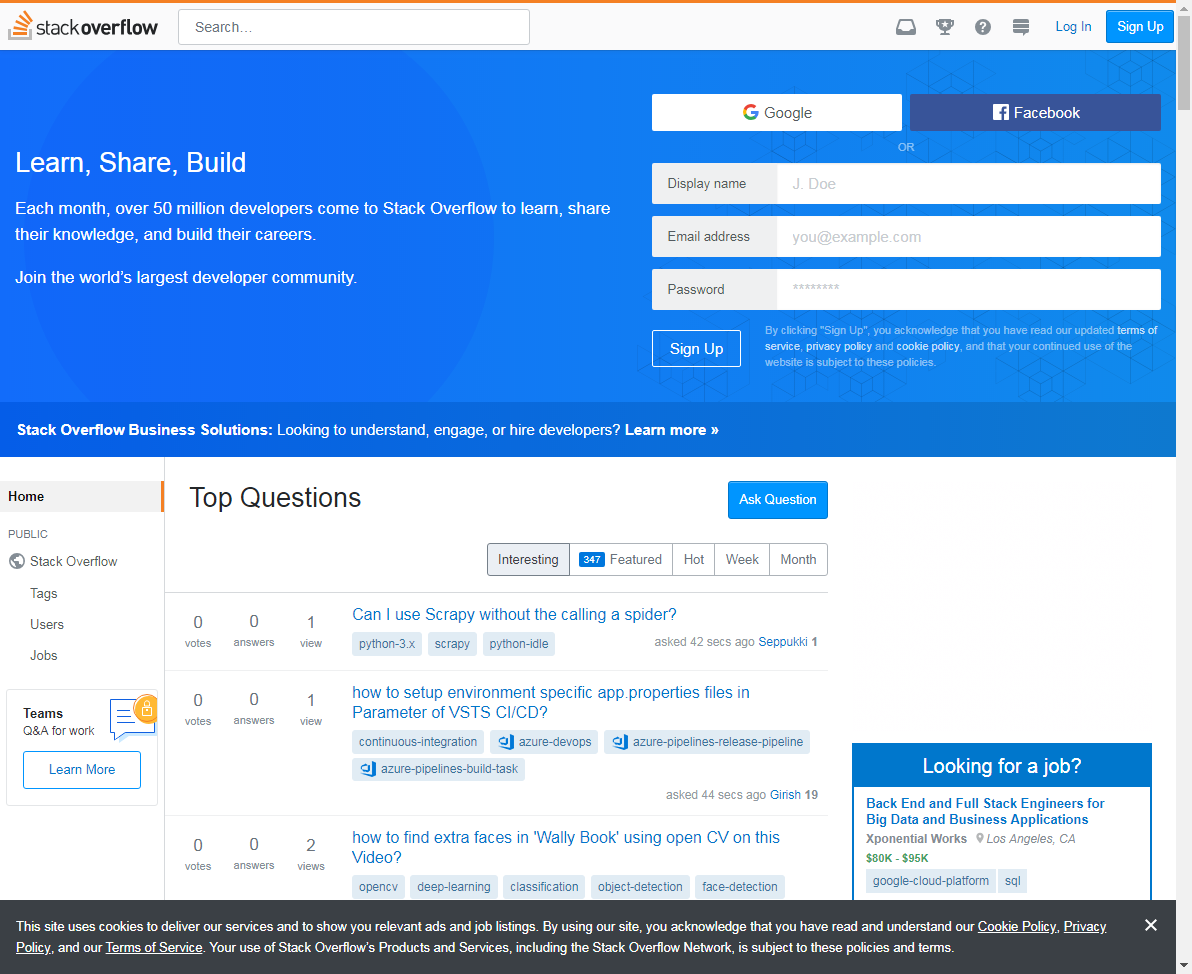 stackoverflow
Search…
Log In
Sign Up
Google
Facebook
OR
Learn, Share, Build
Each month, over 50 million developers come to Stack Overflow to learn, share
their knowledge, and build their careers.
Join the world’s largest developer community.
Display name
J. Doe
Email address
you@example.com
Password
********
Sign Up
By clicking "Sign Up", you acknowledge that you have read our updated terms of
service, privacy policy and cookie policy, and that your continued use of the
website is subject to these policies.
Stack Overflow Business Solutions: Looking to understand, engage, or hire developers? Learn more »
Home
PUBLIC
Stack Overflow
Tags
Users
Jobs
Teams
Q&A for work
Learn More
Top Questions
Ask Question
Interesting
347 Featured
Hot
Week
Month
0 votes
0 answers
1 view
Can I use Scrapy without the calling a spider?
python-3.x scrapy python-idle
asked 42 secs ago Seppukki 1
0 votes
0 answers
1 view
how to setup environment specific app.properties files in
Parameter of VSTS CI/CD?
continuous-integration azure-devops azure-pipelines-release-pipeline
azure-pipelines-build-task
asked 44 secs ago Girish 19
0 votes
0 answers
2 views
how to find extra faces in 'Wally Book' using open CV on this
Video?
opencv deep-learning classification object-detection face-detection
Looking for a job?
Back End and Full Stack Engineers for
Big Data and Business Applications
Xponential Works Los Angeles, CA
$80K - $95K
google-cloud-platform sql
This site uses cookies to deliver our services and to show you relevant ads and job listings. By using our site, you acknowledge that you have read and understand our Cookie Policy, Privacy
Policy, and our Terms of Service. Your use of Stack Overflow’s Products and Services, including the Stack Overflow Network, is subject to these policies and terms.